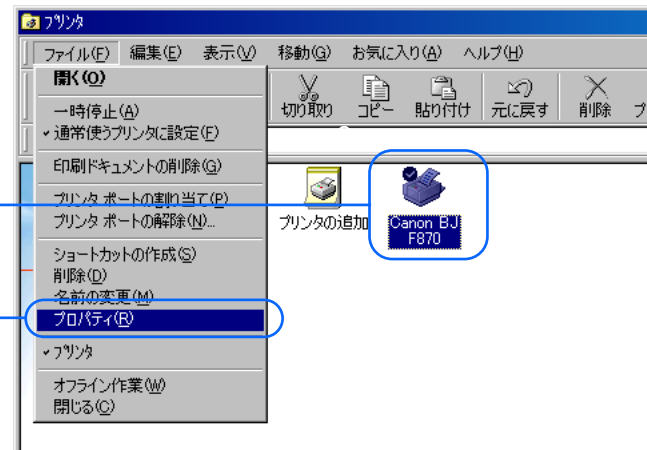 プリンタ
ファイル(F) 編集(E) 表示(V) 移動(G) お気に入り(A) ヘルプ(H)
切り取り コピー 貼り付け 元に戻す 削除 プ
開く(O)
一時停止(A)
通常使うプリンタに設定(F)
印刷ドキュメントの削除(G)
プリンタ ポートの割り当て(P)
プリンタ ポートの解除(N)...
ショートカットの作成(S)
削除(D)
名前の変更(M)
プロパティ(R)
プリンタ
オフライン作業(W)
閉じる(C)
プリンタの追加
Canon BJ
F870